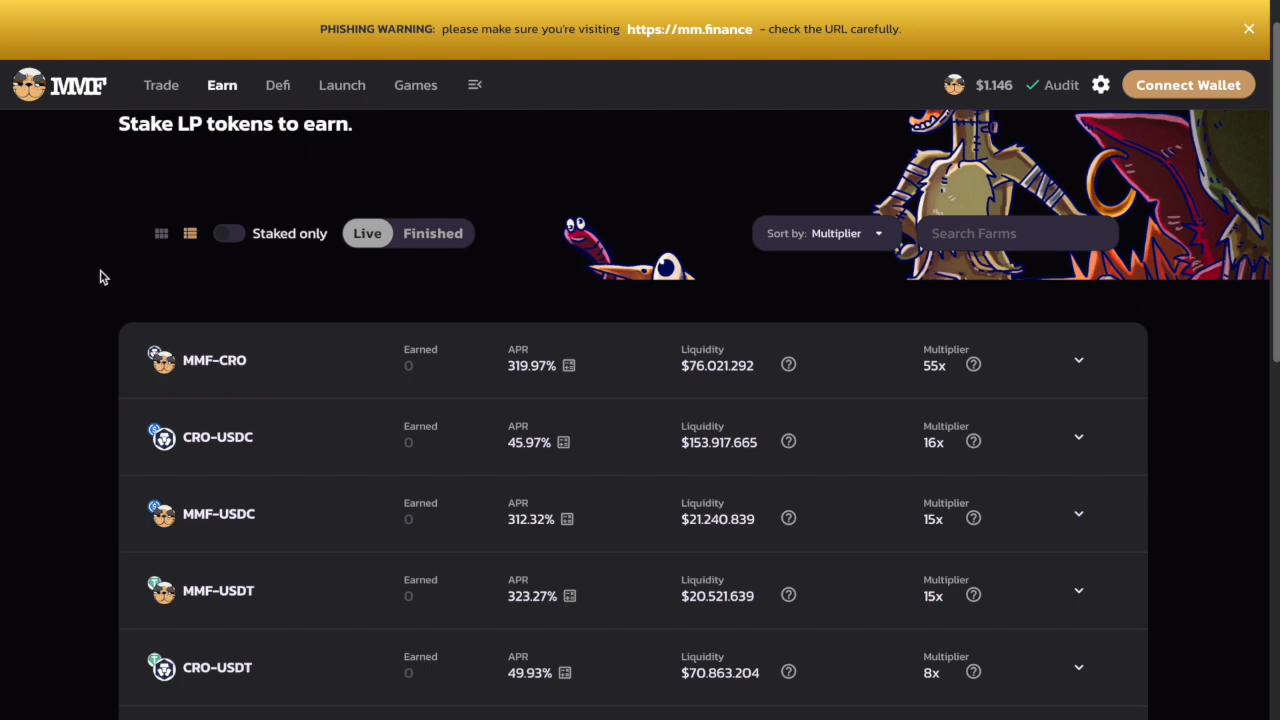 PHISHING WARNING: please make sure you're visiting https://mm.finance - check the URL carefully.
MMF Trade Earn Defi Launch Games $1.146 Audit Connect Wallet
Stake LP tokens to earn.
Staked only Live Finished Sort by: Multiplier Search Farms
MMF-CRO Earned 0 APR 319.97% Liquidity $76.021.292 Multiplier 55x
CRO-USDC Earned 0 APR 45.97% Liquidity $153.917.665 Multiplier 16x
MMF-USDC Earned 0 APR 312.32% Liquidity $21.240.839 Multiplier 15x
MMF-USDT Earned 0 APR 323.27% Liquidity $20.521.639 Multiplier 15x
CRO-USDT Earned 0 APR 49.93% Liquidity $70.863.204 Multiplier 8x